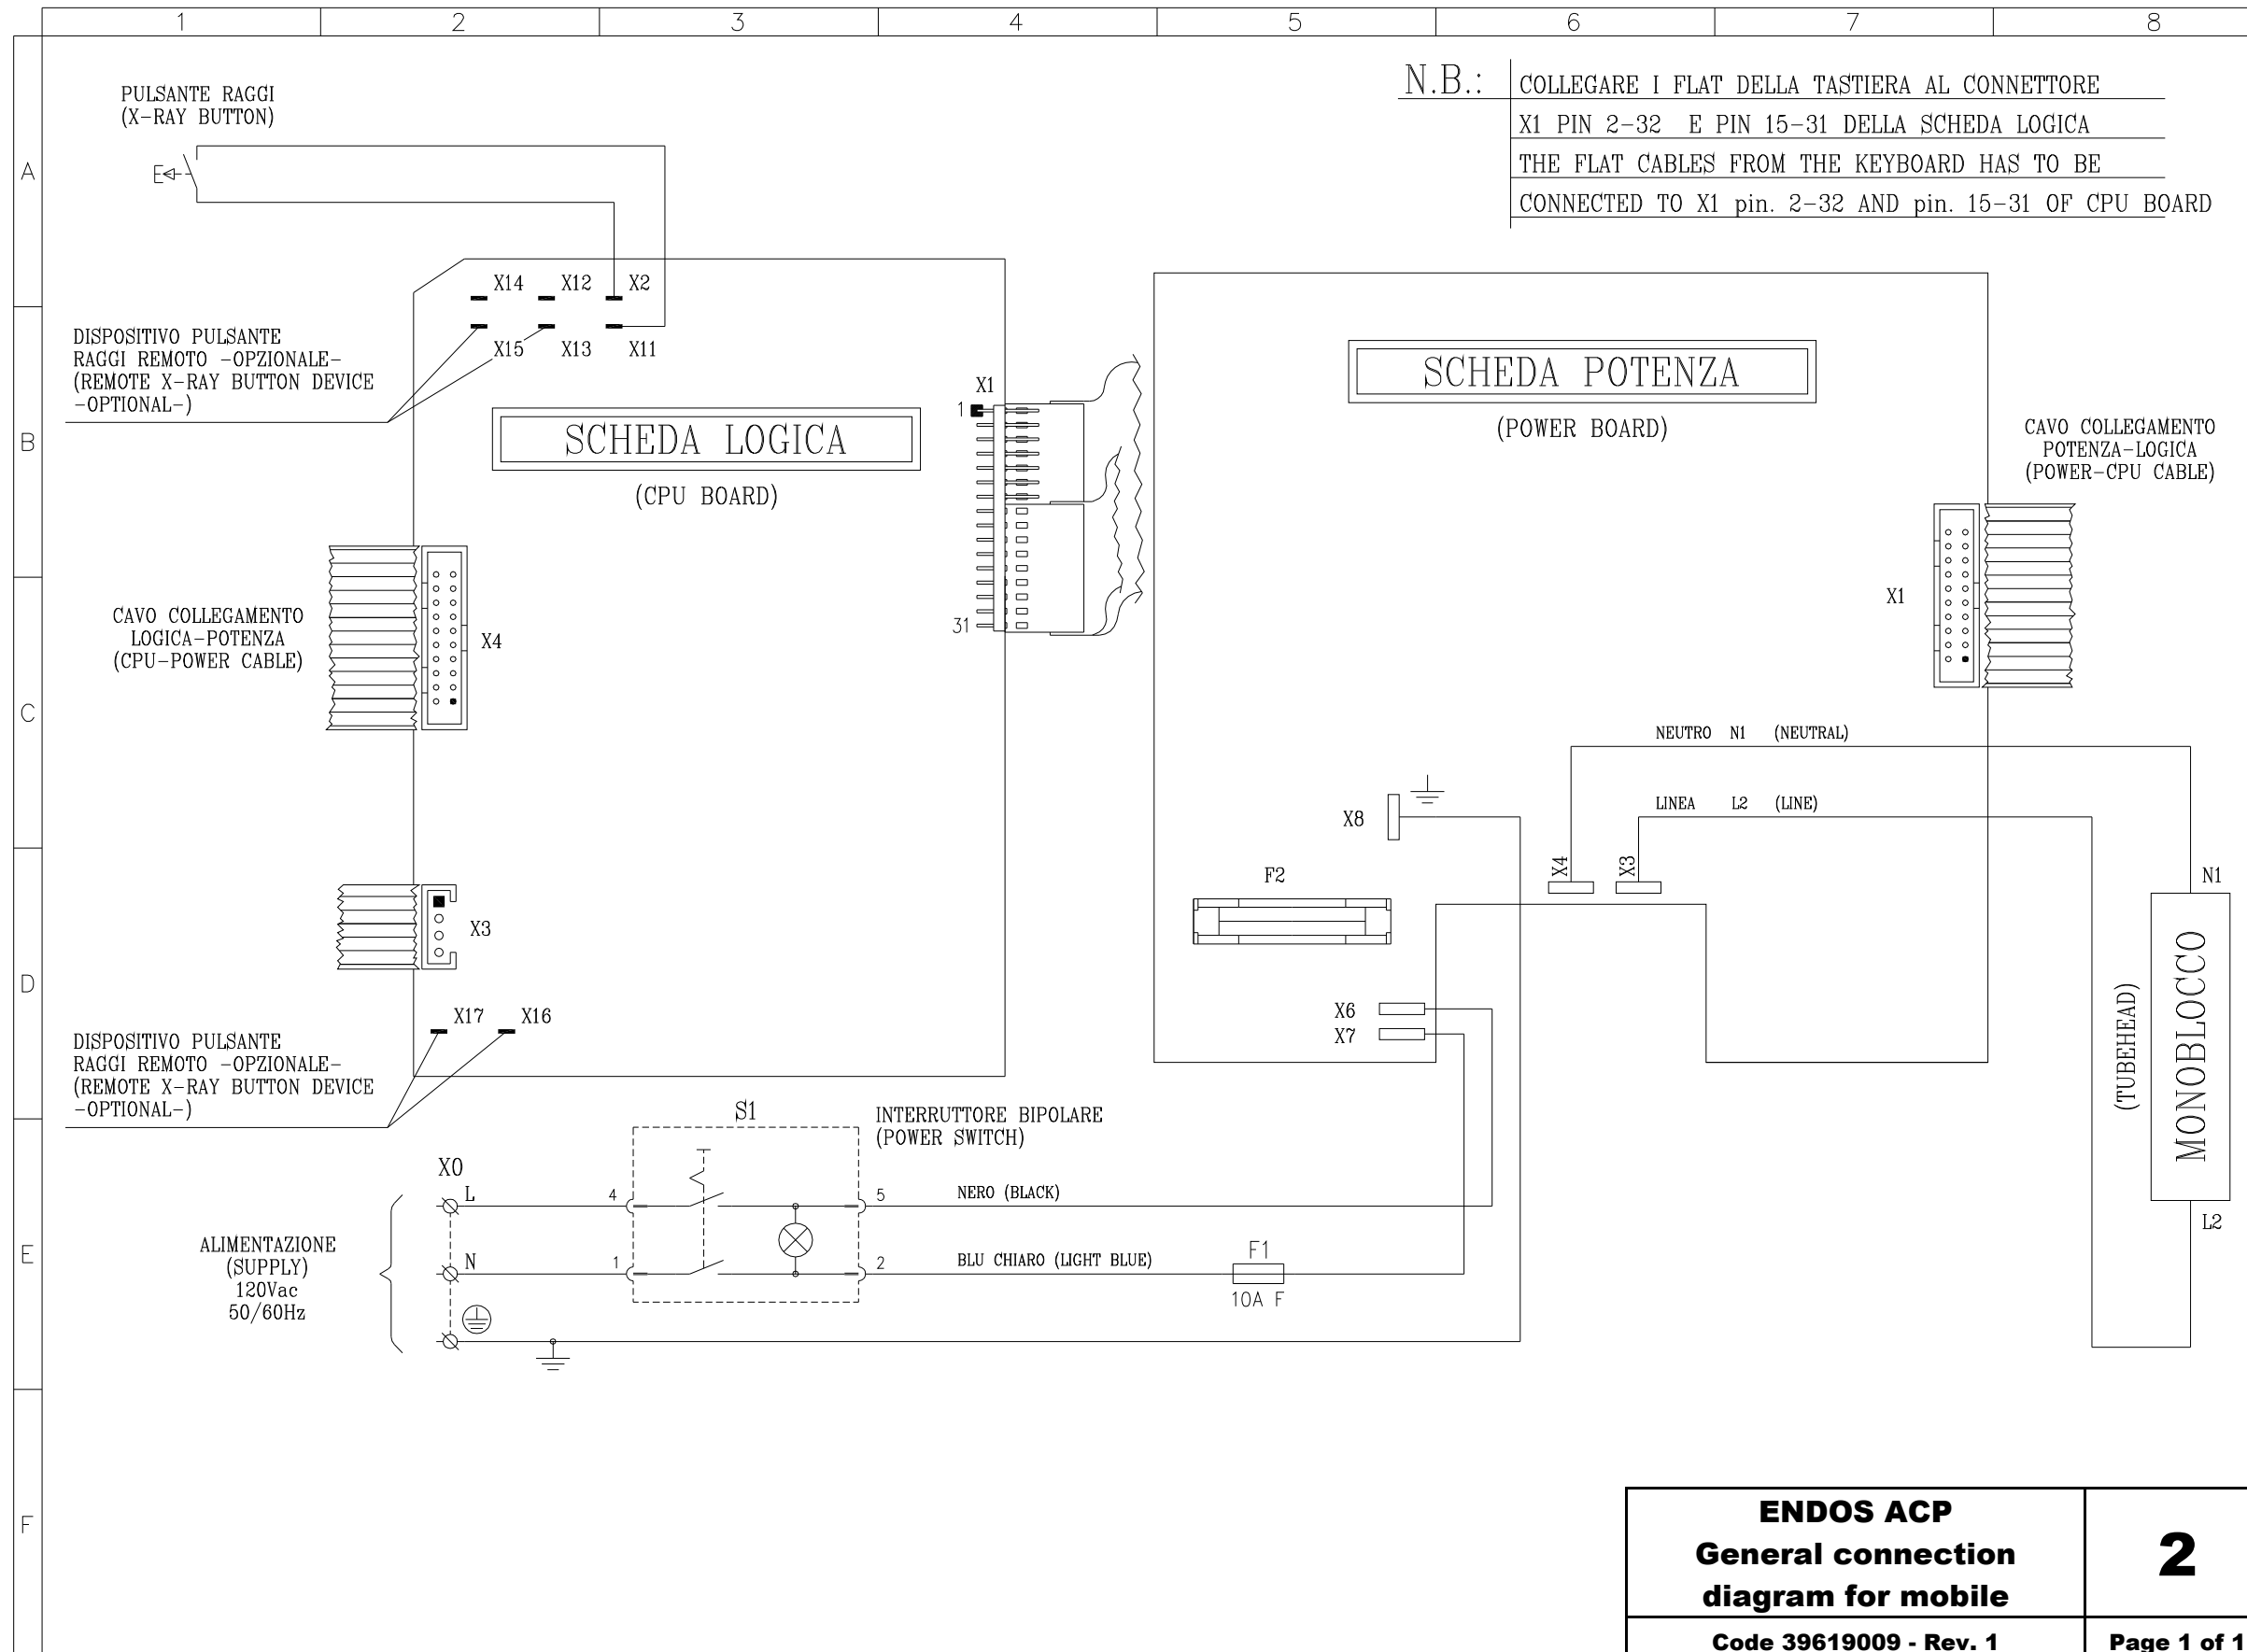 1 2 3 4 5 6 7 8
A
B
C
D
E
F
N.B.:
COLLEGARE I FLAT DELLA TASTIERA AL CONNETTORE
X1 PIN 2-32 E PIN 15-31 DELLA SCHEDA LOGICA
THE FLAT CABLES FROM THE KEYBOARD HAS TO BE
CONNECTED TO X1 pin. 2-32 AND pin. 15-31 OF CPU BOARD
PULSANTE RAGGI
(X-RAY BUTTON)
E
X14 X12 X2
X15 X13 X11
DISPOSITIVO PULSANTE
RAGGI REMOTO -OPZIONALE-
(REMOTE X-RAY BUTTON DEVICE
-OPTIONAL-)
SCHEDA LOGICA
(CPU BOARD)
X1
1
31
SCHEDA POTENZA
(POWER BOARD)
CAVO COLLEGAMENTO
POTENZA-LOGICA
(POWER-CPU CABLE)
X1
CAVO COLLEGAMENTO
LOGICA-POTENZA
(CPU-POWER CABLE)
X4
NEUTRO N1 (NEUTRAL)
LINEA L2 (LINE)
X8
X4
X3
F2
N1
X3
X6
X7
MONOBLOCCO
(TUBEHEAD)
L2
X17 X16
DISPOSITIVO PULSANTE
RAGGI REMOTO -OPZIONALE-
(REMOTE X-RAY BUTTON DEVICE
-OPTIONAL-)
S1
INTERRUTTORE BIPOLARE
(POWER SWITCH)
X0
L
4
5
NERO (BLACK)
N
1
2
BLU CHIARO (LIGHT BLUE)
F1
10A F
ALIMENTAZIONE
(SUPPLY)
120Vac
50/60Hz
ENDOS ACP
General connection
diagram for mobile
2
Code 39619009 - Rev. 1
Page 1 of 1